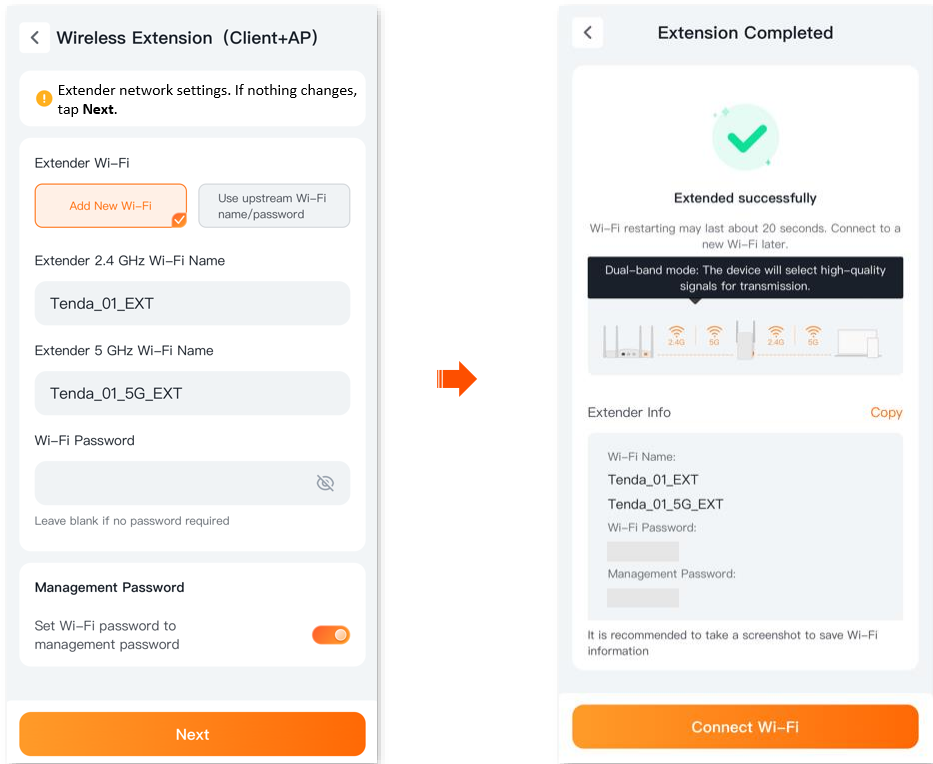 Wireless Extension (Client+AP)
Extender network settings. If nothing changes,
tap Next.
Extender Wi-Fi
Add New Wi-Fi
Use upstream Wi-Fi
name/password
Extender 2.4 GHz Wi-Fi Name
Tenda_01_EXT
Extender 5 GHz Wi-Fi Name
Tenda_01_5G_EXT
Wi-Fi Password
Leave blank if no password required
Management Password
Set Wi-Fi password to
management password
Next
Extension Completed
Extended successfully
Wi-Fi restarting may last about 20 seconds. Connect to a
new Wi-Fi later.
Dual-band mode: The device will select high-quality
signals for transmission.
2.4G 5G 2.4G 5G
Extender Info Copy
Wi-Fi Name:
Tenda_01_EXT
Tenda_01_5G_EXT
Wi-Fi Password:
Management Password:
It is recommended to take a screenshot to save Wi-Fi
information
Connect Wi-Fi